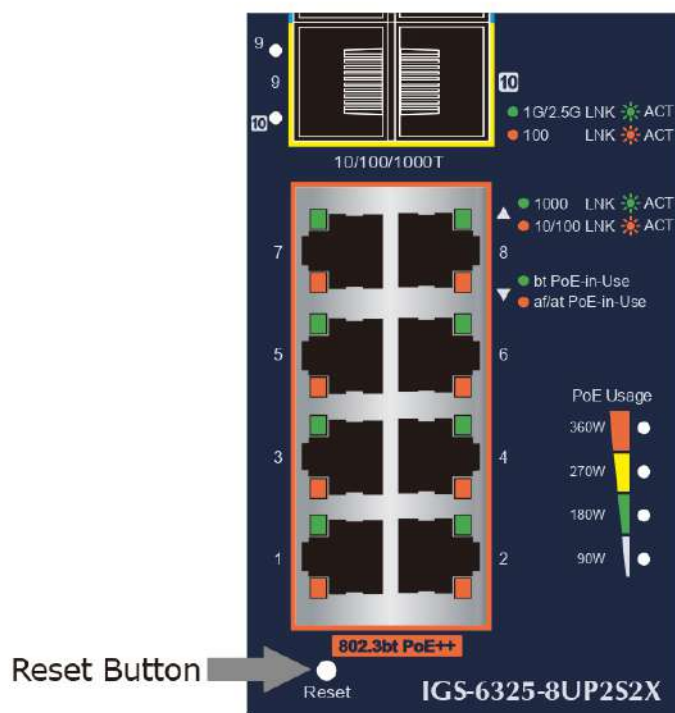 9
9
10
10
1G/2.5G LNK ACT
100 LNK ACT
10/100/1000T
1000 LNK ACT
10/100 LNK ACT
7
8
bt PoE-in-Use
af/at PoE-in-Use
5
6
PoE Usage
360W
3
4
270W
180W
1
2
90W
802.3bt PoE++
Reset Button
Reset
IGS-6325-8UP2S2X